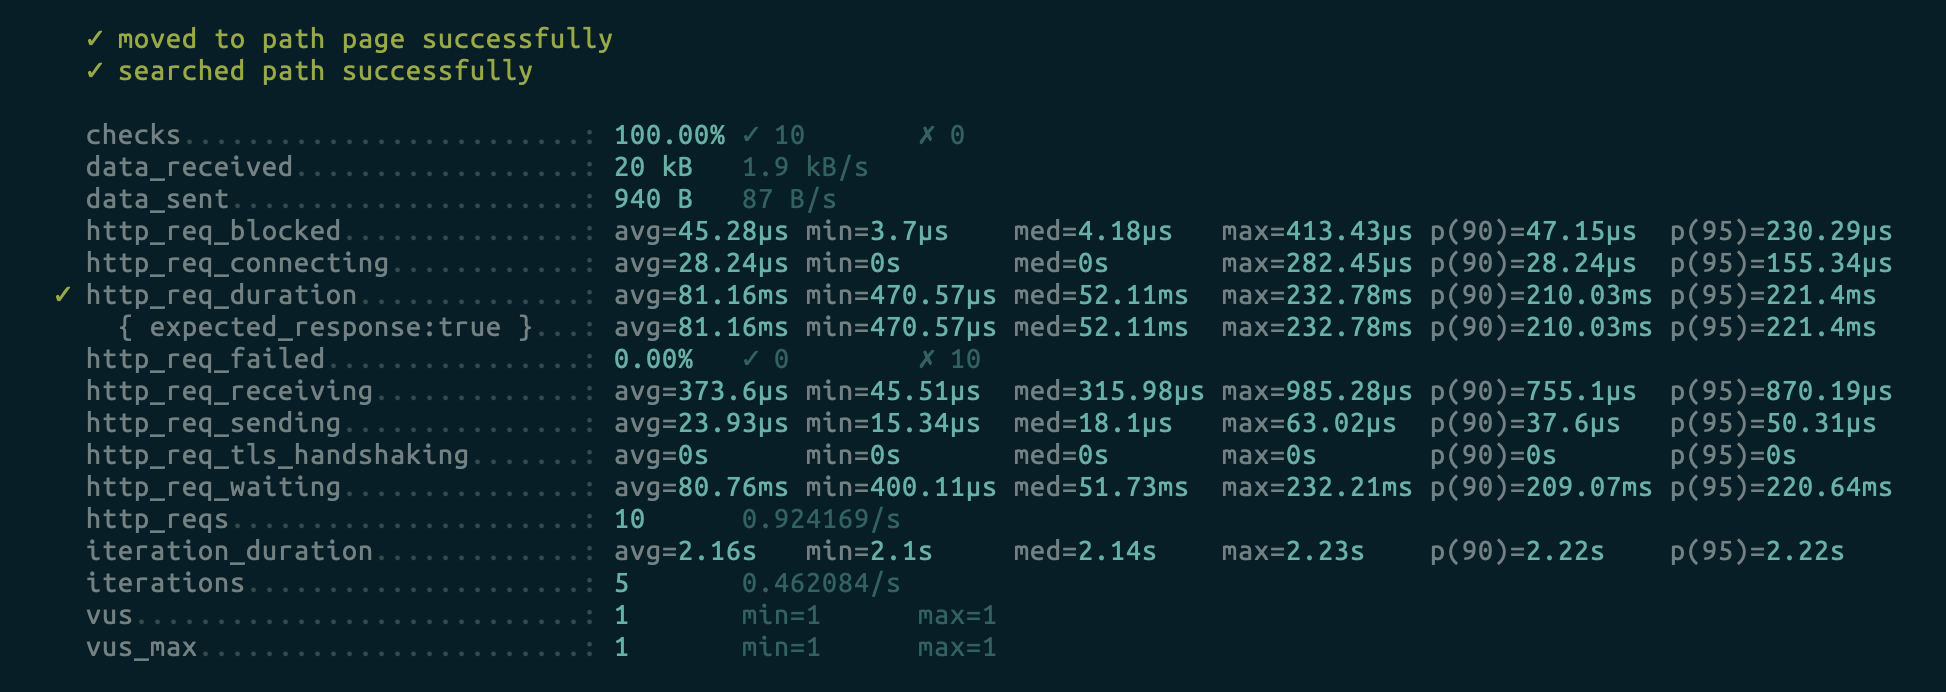 ✓ moved to path page successfully
✓ searched path successfully
checks.........................: 100.00% ✓ 10       ✗ 0
data_received..................: 20 kB   1.9 kB/s
data_sent......................: 940 B   87 B/s
http_req_blocked...............: avg=45.28µs min=3.7µs    med=4.18µs   max=413.43µs p(90)=47.15µs  p(95)=230.29µs
http_req_connecting............: avg=28.24µs min=0s       med=0s       max=282.45µs p(90)=28.24µs  p(95)=155.34µs
✓ http_req_duration..............: avg=81.16ms min=470.57µs med=52.11ms  max=232.78ms p(90)=210.03ms p(95)=221.4ms
{ expected_response:true }...: avg=81.16ms min=470.57µs med=52.11ms  max=232.78ms p(90)=210.03ms p(95)=221.4ms
http_req_failed................: 0.00%   ✓ 0        ✗ 10
http_req_receiving.............: avg=373.6µs min=45.51µs  med=315.98µs max=985.28µs p(90)=755.1µs  p(95)=870.19µs
http_req_sending...............: avg=23.93µs min=15.34µs  med=18.1µs   max=63.02µs  p(90)=37.6µs   p(95)=50.31µs
http_req_tls_handshaking.......: avg=0s      min=0s       med=0s       max=0s       p(90)=0s       p(95)=0s
http_req_waiting...............: avg=80.76ms min=400.11µs med=51.73ms  max=232.21ms p(90)=209.07ms p(95)=220.64ms
http_reqs......................: 10      0.924169/s
iteration_duration.............: avg=2.16s   min=2.1s     med=2.14s    max=2.23s    p(90)=2.22s    p(95)=2.22s
iterations.....................: 5       0.462084/s
vus............................: 1       min=1      max=1
vus_max........................: 1       min=1      max=1